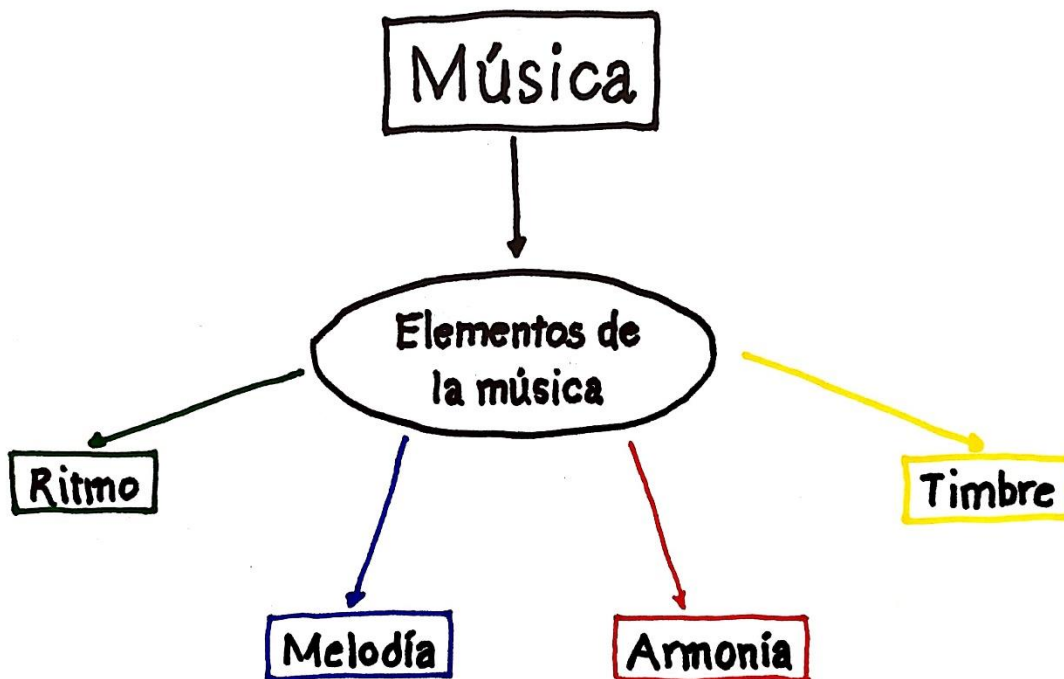 Música
Elementos de
la música
Ritmo
Timbre
Melodía
Armonía